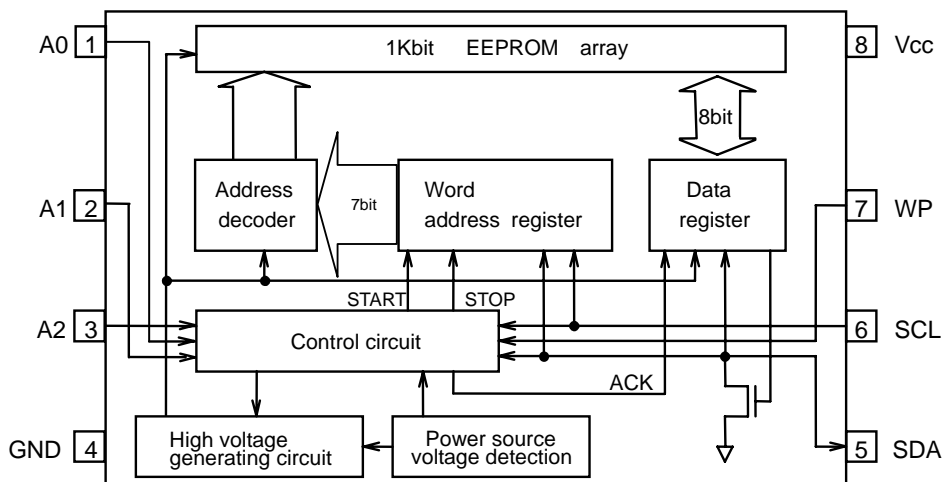 1Kbit EEPROM array
A0 1
8 Vcc
8bit
Address
decoder
7bit
Word
address register
Data
register
A1 2
7 WP
START
STOP
A2 3
Control circuit
6 SCL
ACK
GND 4
High voltage
generating circuit
Power source
voltage detection
5 SDA